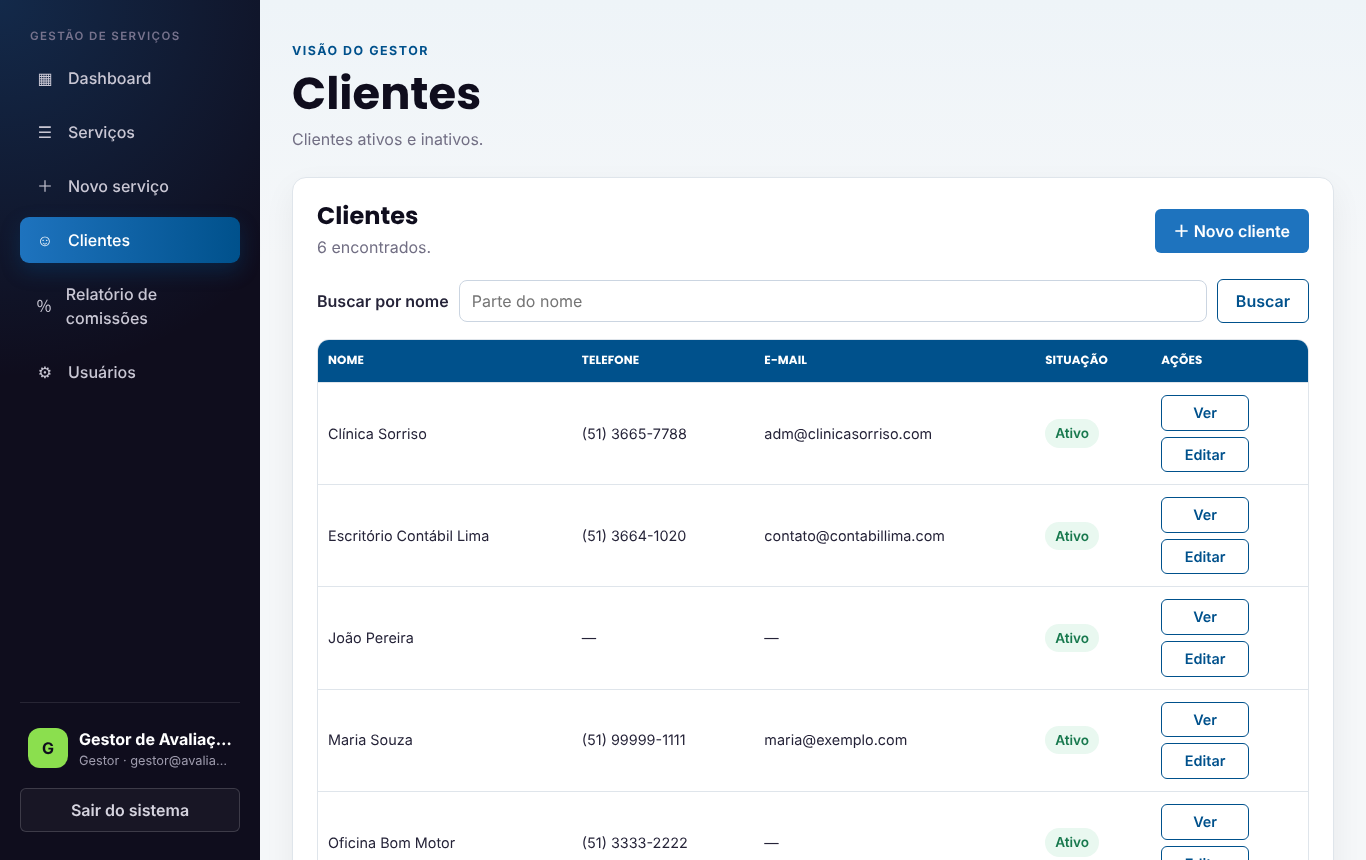 GESTÃO DE SERVIÇOS
Dashboard
Serviços
+ Novo serviço
Clientes
% Relatório de
comissões
Usuários
G
Gestor de Avaliaç...
Gestor · gestor@avalia...
Sair do sistema
VISÃO DO GESTOR
Clientes
Clientes ativos e inativos.
Clientes
6 encontrados.
+ Novo cliente
Buscar por nome Parte do nome Buscar
NOME TELEFONE E-MAIL SITUAÇÃO AÇÕES
Clínica Sorriso (51) 3665-7788 adm@clinicasorriso.com Ativo Ver
Editar
Escritório Contábil Lima (51) 3664-1020 contato@contabillima.com Ativo Ver
Editar
João Pereira — — Ativo Ver
Editar
Maria Souza (51) 99999-1111 maria@exemplo.com Ativo Ver
Editar
Oficina Bom Motor (51) 3333-2222 — Ativo Ver